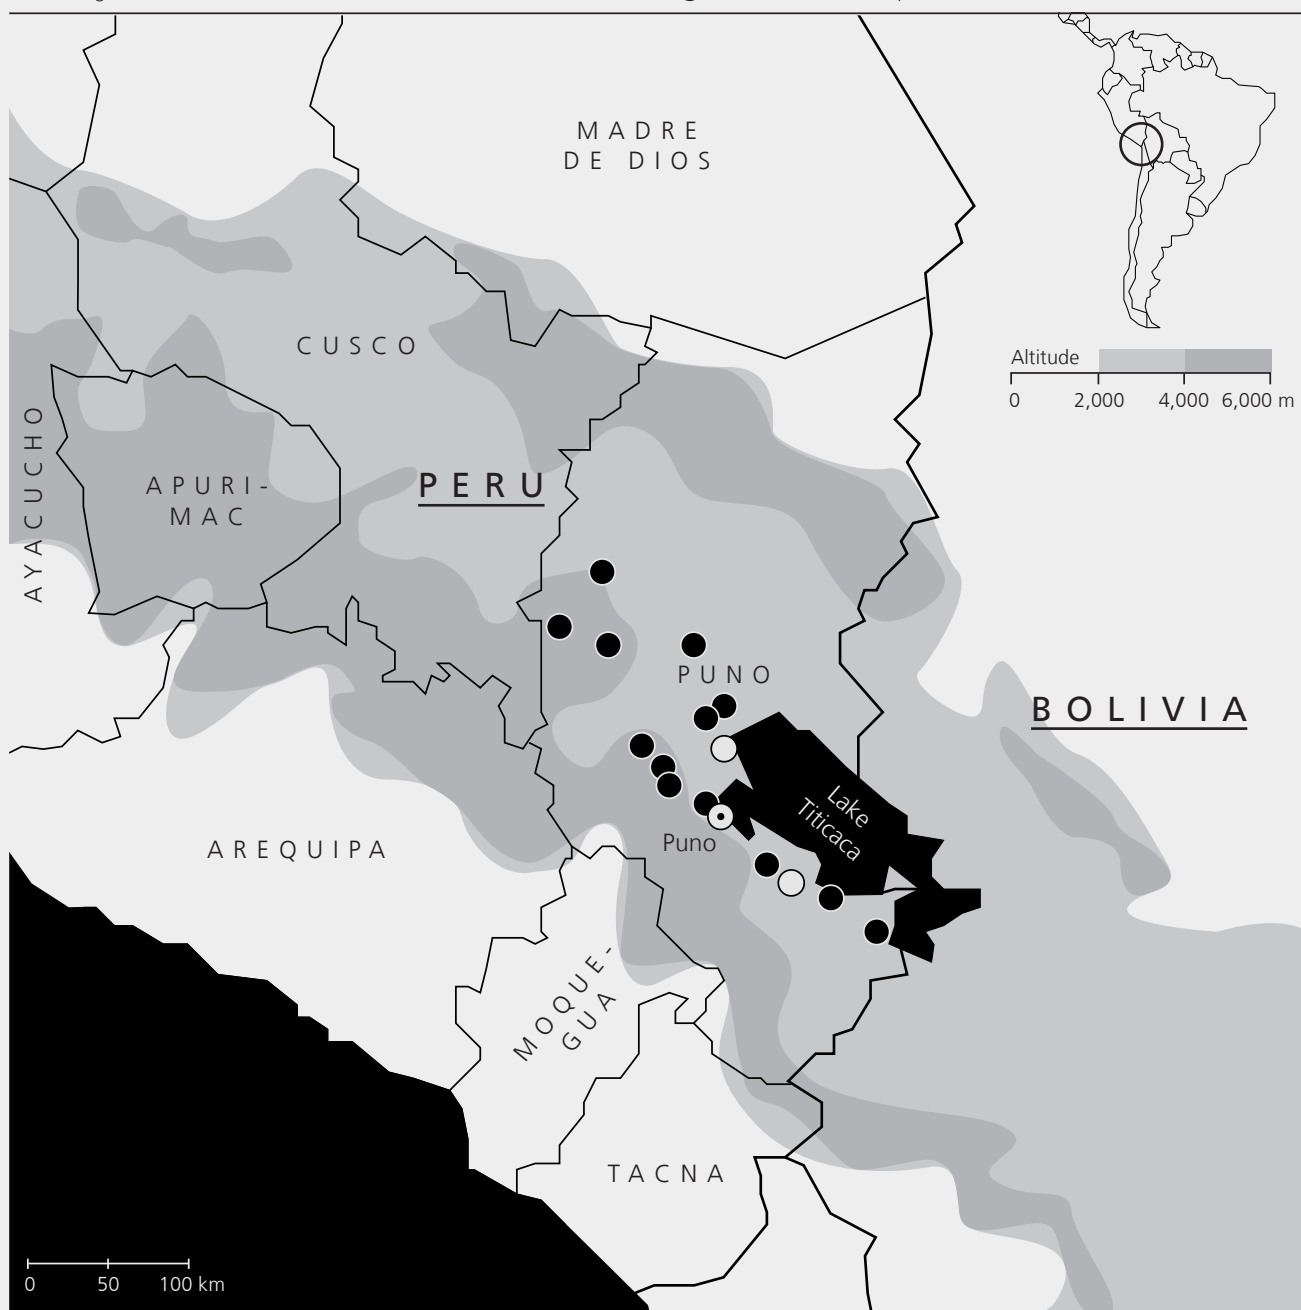 MADRE
DE DIOS
CUSCO
Altitude
0 2,000 4,000 6,000 m
AYACUCHO
APURI-
MAC
PERU
PUNO
BOLIVIA
Lake
Titicaca
Puno
AREQUIPA
MOQUE-
GUA
TACNA
0 50 100 km